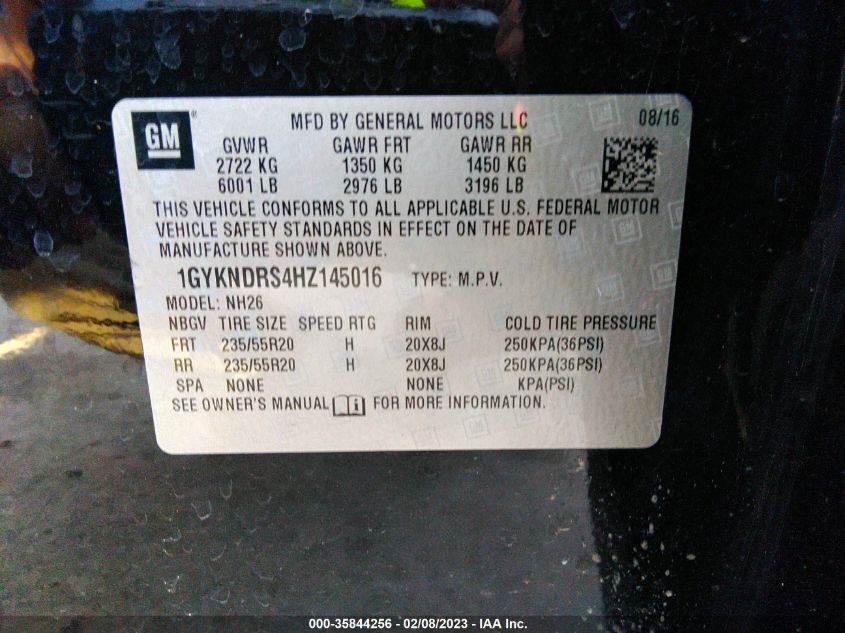 GM ® MFD BY GENERAL MOTORS LLC 08/16
GVWR GAWR FRT GAWR RR
2722 KG 1350 KG 1450 KG
6001 LB 2976 LB 3196 LB
THIS VEHICLE CONFORMS TO ALL APPLICABLE U.S. FEDERAL MOTOR
VEHICLE SAFETY STANDARDS IN EFFECT ON THE DATE OF
MANUFACTURE SHOWN ABOVE.
1GYKNDRS4HZ145016 TYPE: M.P.V.
MODEL: NH26
NBGV TIRE SIZE SPEED RTG RIM COLD TIRE PRESSURE
FRT 235/55R20 H 20X8J 250KPA(36PSI)
RR 235/55R20 H 20X8J 250KPA(36PSI)
SPA NONE NONE KPA(PSI)
SEE OWNER'S MANUAL i FOR MORE INFORMATION.
000-35844256 - 02/08/2023 - IAA Inc.